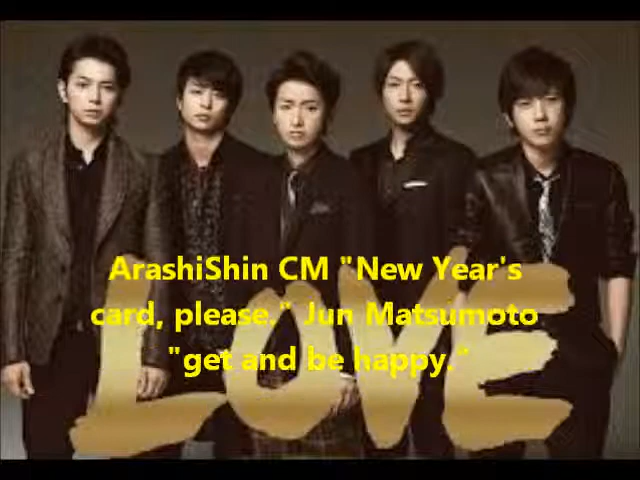 ArashiShin CM "New Year's
card, please." Jun Matsumoto
"get and be happy."
LOVE